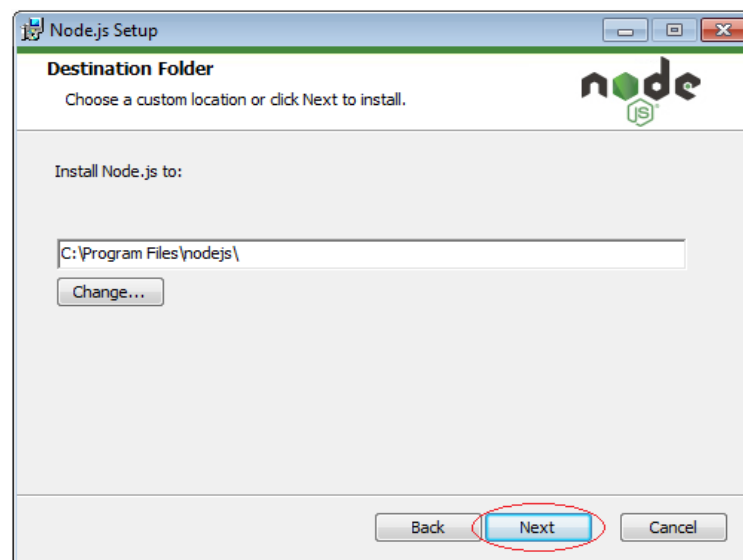 Node.js Setup
Destination Folder
Choose a custom location or click Next to install.
node
JS
Install Node.js to:
C:\Program Files\nodejs\
Change...
Back Next Cancel